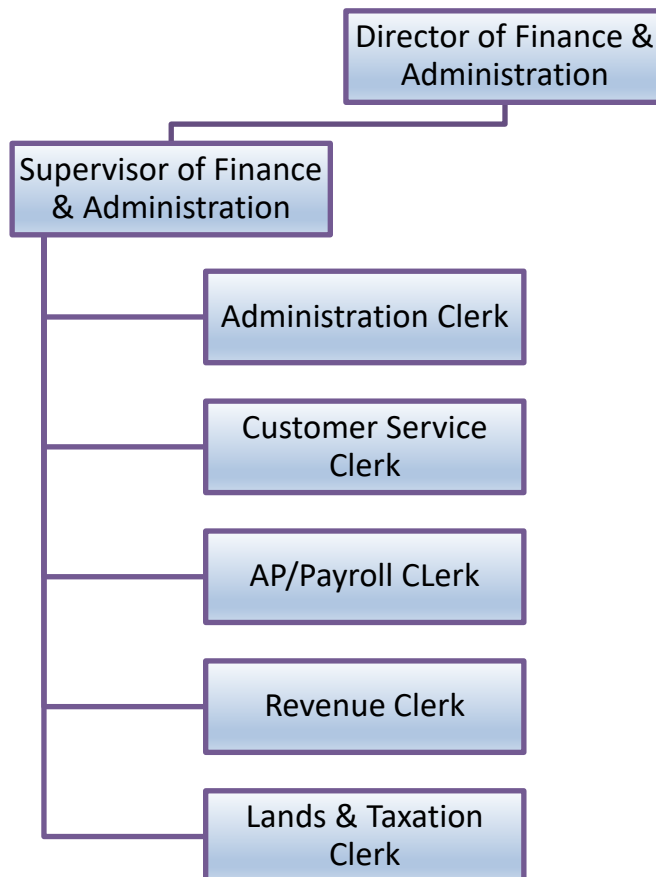 Director of Finance &
Administration
Supervisor of Finance
& Administration
Administration Clerk
Customer Service
Clerk
AP/Payroll CLerk
Revenue Clerk
Lands & Taxation
Clerk